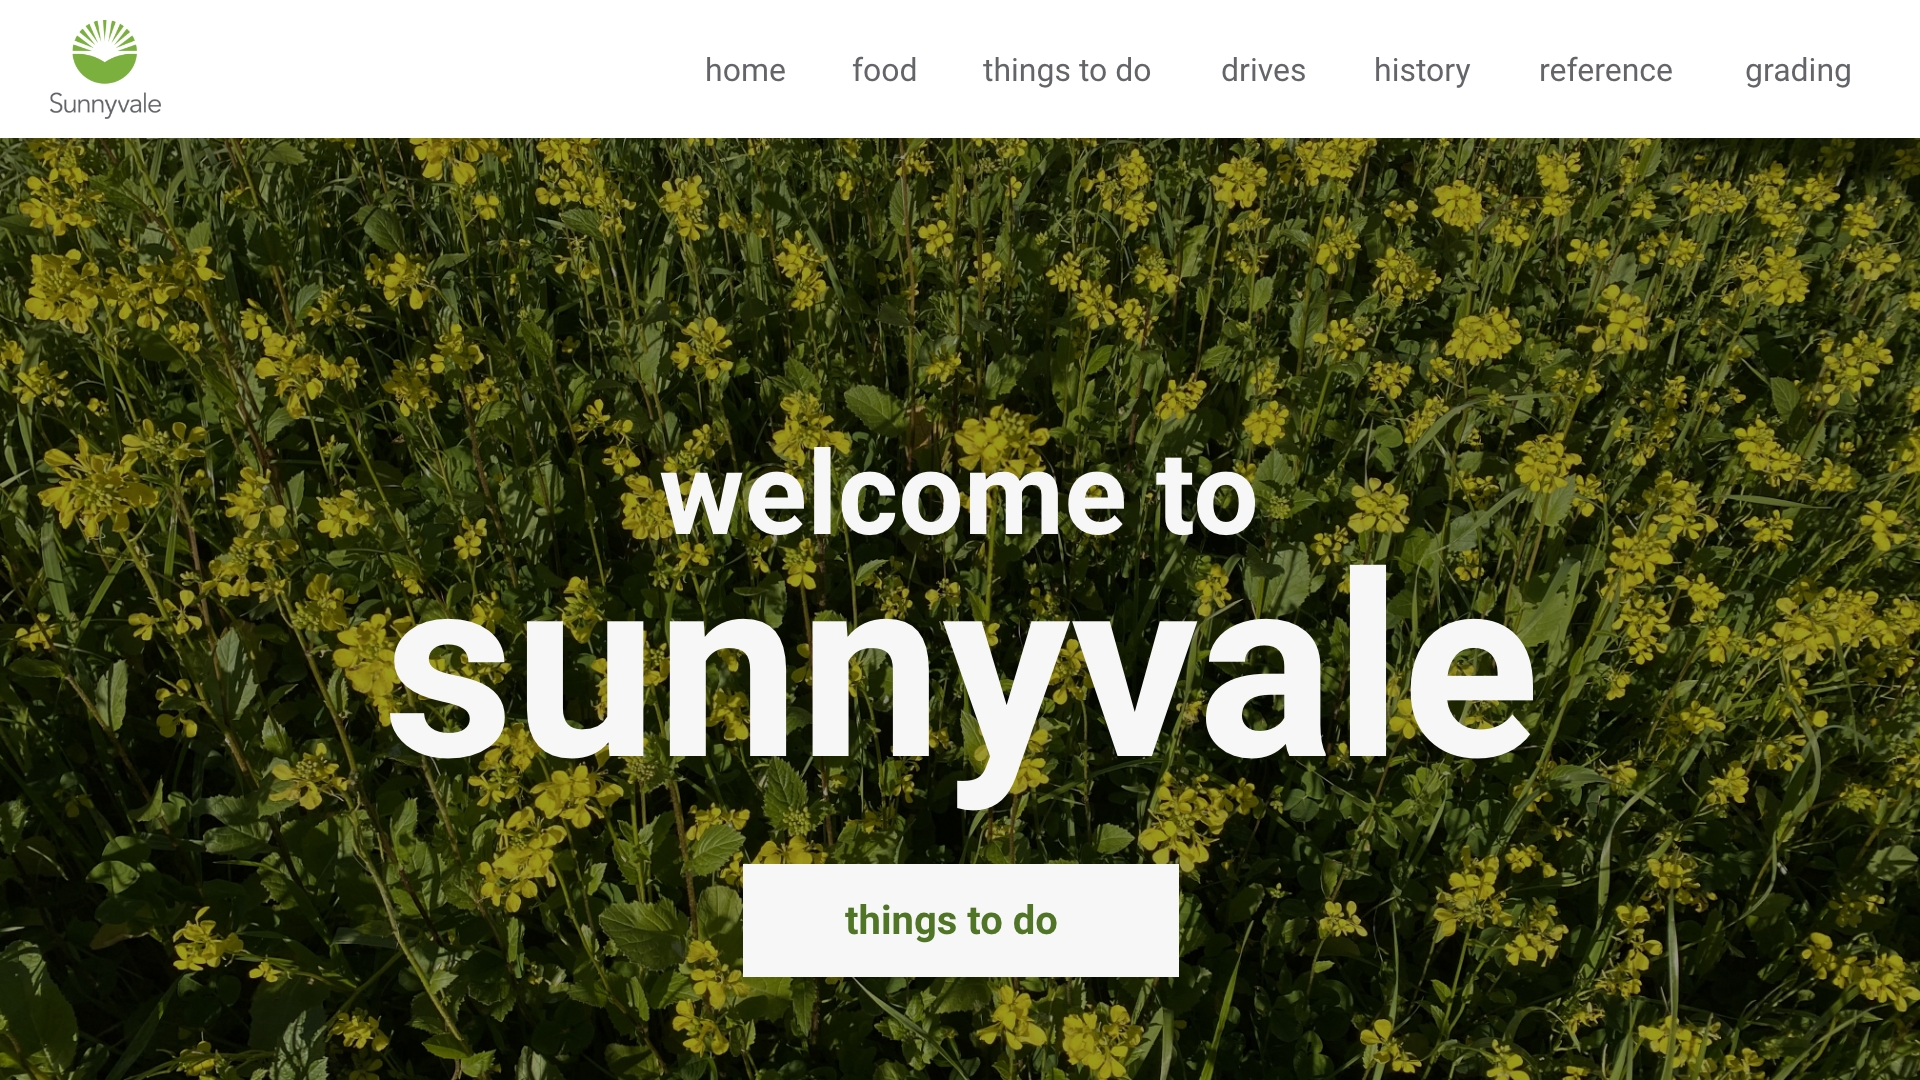 Sunnyvale
home food things to do drives history reference grading
welcome to
sunnyvale
things to do